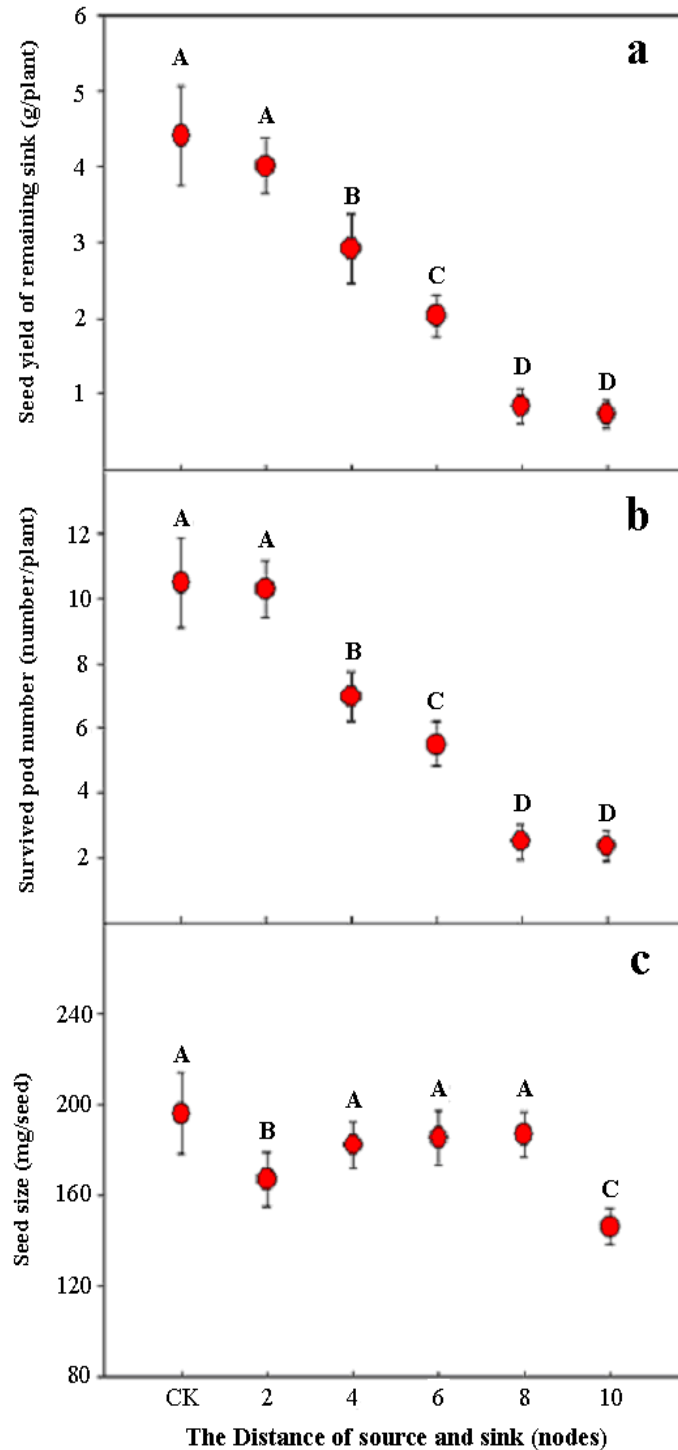 a
Seed yield of remaining sink (g/plant)
6
5
4
3
2
1
A
A
B
C
D
D
b
Survived pod number (number/plant)
12
10
8
6
4
2
A
A
B
C
D
D
c
Seed size (mg/seed)
240
200
160
120
80
A
B
A
A
A
C
CK 2 4 6 8 10
The Distance of source and sink (nodes)